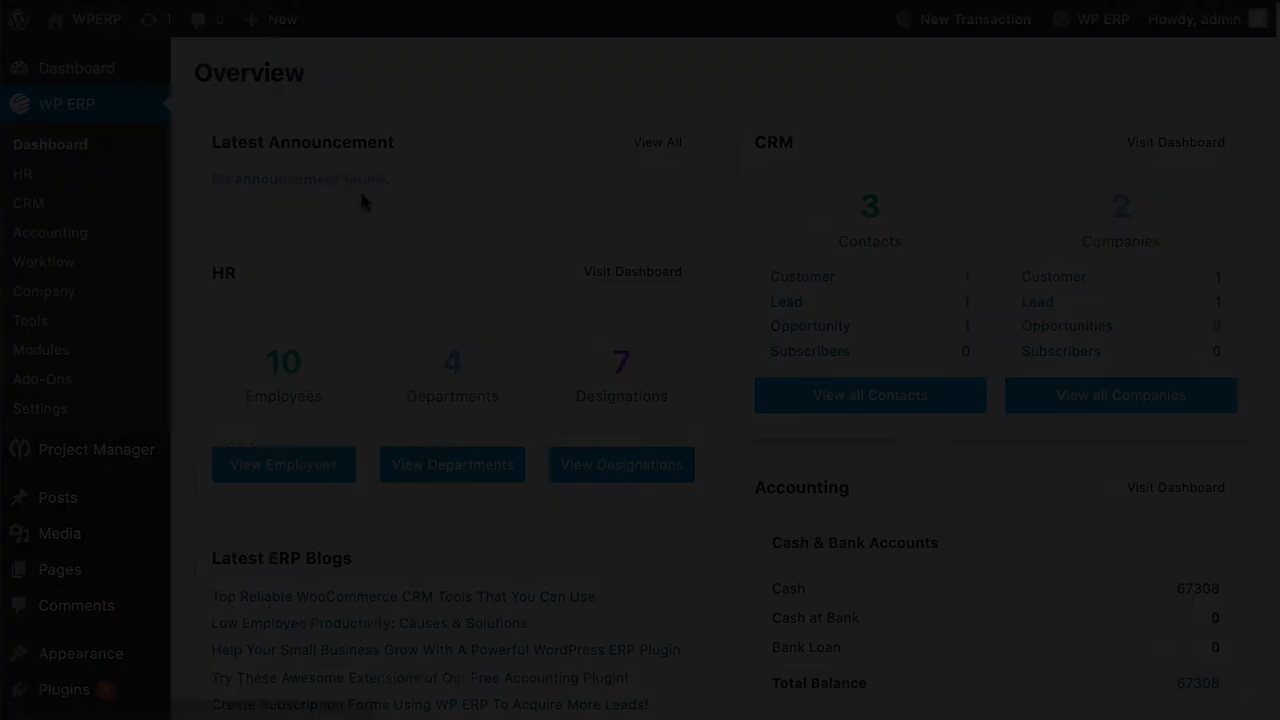 WPERP 1 0 New
New Transaction WP ERP Howdy, admin
Dashboard
WP ERP
Dashboard
HR
CRM
Accounting
Workflow
Company
Tools
Modules
Add-Ons
Settings
Project Manager
Posts
Media
Pages
Comments
Appearance
Plugins
Overview
Latest Announcement View All
No announcement found.
HR Visit Dashboard
10 4 7
Employees Departments Designations
View Employees View Departments View Designations
Latest ERP Blogs
Top Reliable WooCommerce CRM Tools That You Can Use
Low Employee Productivity: Causes & Solutions
Help Your Small Business Grow With A Powerful WordPress ERP Plugin
Try These Awesome Extensions of Our Free Accounting Plugin!
Create Subscription Forms Using WP ERP To Acquire More Leads!
CRM Visit Dashboard
3 2
Contacts Companies
Customer 1 Customer 1
Lead 1 Lead 1
Opportunity 1 Opportunities 0
Subscribers 0 Subscribers 0
View all Contacts View all Companies
Accounting Visit Dashboard
Cash & Bank Accounts
Cash 67308
Cash at Bank 0
Bank Loan 0
Total Balance 67308